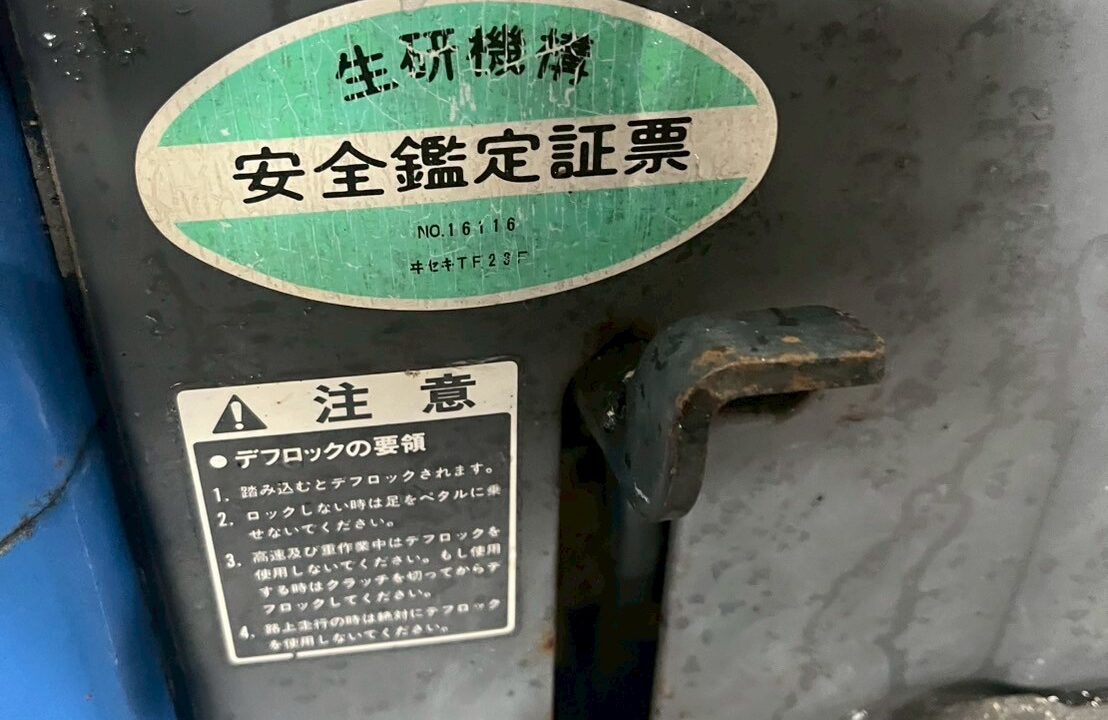 生研機構
安全鑑定証票
NO.16116
ヰセキTF23F
注意
●デフロックの要領
1. 踏み込むとデフロックされます。
2. ロックしない時は足をペタルに乗
せないてください。
3. 高速及び重作業中はデフロックを
使用しないてください。もし使用
する時はクラッチを切ってからデ
フロックしてください。
4. 路上走行の時は絶対にデフロック
を使用しないてください。